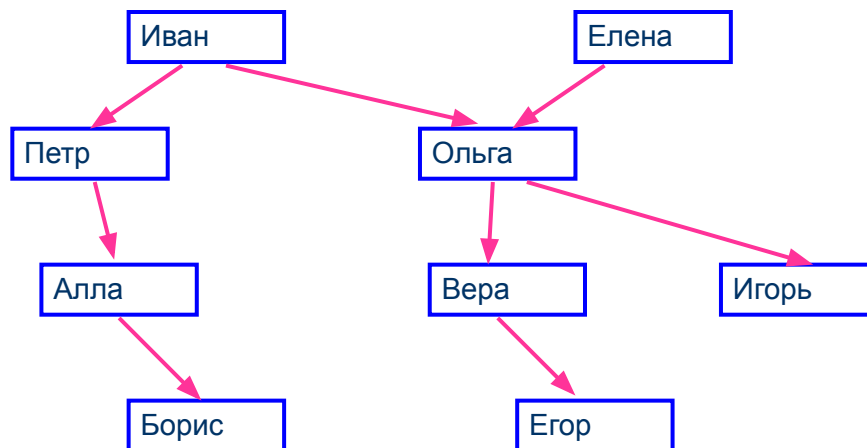 Иван
Елена
Петр
Ольга
Алла
Вера
Игорь
Борис
Егор